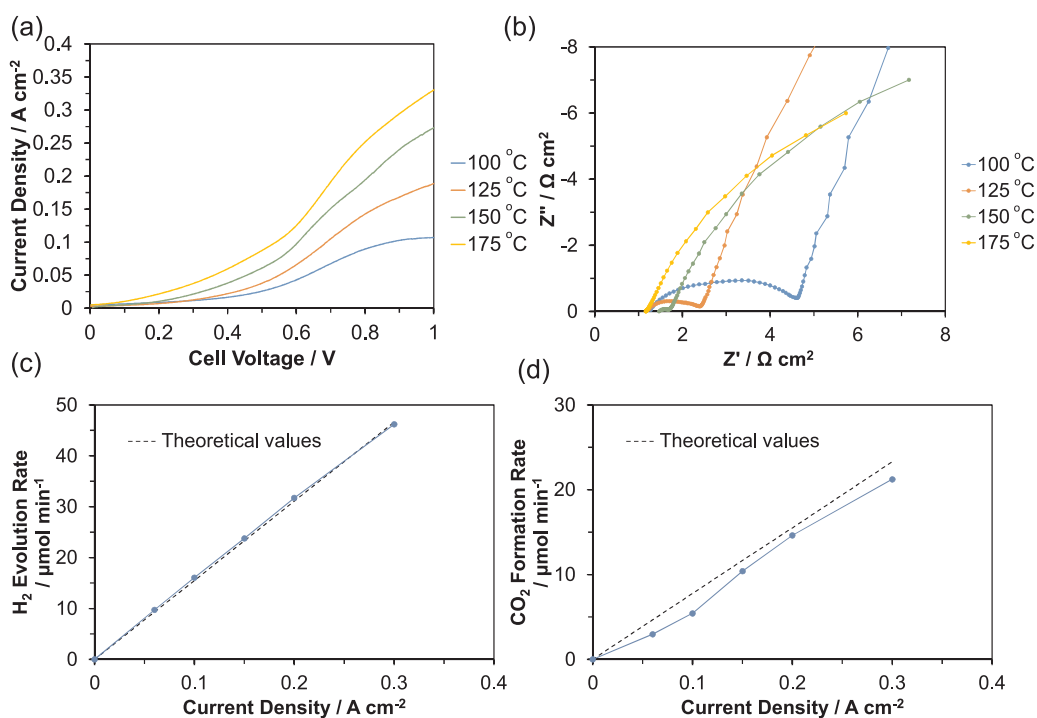 (a)
0.4
0.35
0.3
0.25
0.2
0.15
0.1
0.05
0
Current Density / A cm⁻²
0
0.2
0.4
0.6
0.8
1
Cell Voltage / V
100 °C
125 °C
150 °C
175 °C
(b)
-8
-6
-4
-2
0
Z'' / Ω cm²
0
2
4
6
8
Z' / Ω cm²
100 °C
125 °C
150 °C
175 °C
(c)
50
40
30
20
10
0
H₂ Evolution Rate
/ μmol min⁻¹
Theoretical values
0
0.1
0.2
0.3
0.4
Current Density / A cm⁻²
(d)
30
20
10
0
CO₂ Formation Rate
/ μmol min⁻¹
Theoretical values
0
0.1
0.2
0.3
0.4
Current Density / A cm⁻²